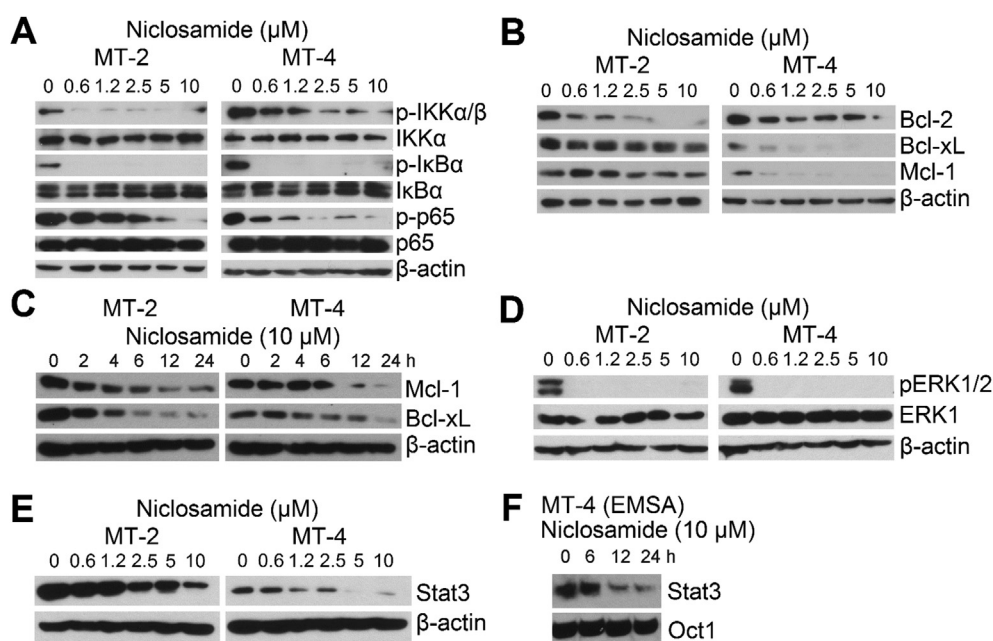 A
Niclosamide (µM)
MT-2 MT-4
0 0.6 1.2 2.5 5 10 0 0.6 1.2 2.5 5 10
p-IKKα/β
IKKα
p-IκBα
IκBα
p-p65
p65
β-actin
B
Niclosamide (µM)
MT-2 MT-4
0 0.6 1.2 2.5 5 10 0 0.6 1.2 2.5 5 10
Bcl-2
Bcl-xL
Mcl-1
β-actin
C
MT-2 MT-4
Niclosamide (10 µM)
0 2 4 6 12 24 0 2 4 6 12 24 h
Mcl-1
Bcl-xL
β-actin
D
Niclosamide (µM)
MT-2 MT-4
0 0.6 1.2 2.5 5 10 0 0.6 1.2 2.5 5 10
pERK1/2
ERK1
β-actin
E
Niclosamide (µM)
MT-2 MT-4
0 0.6 1.2 2.5 5 10 0 0.6 1.2 2.5 5 10
Stat3
β-actin
F
MT-4 (EMSA)
Niclosamide (10 µM)
0 6 12 24 h
Stat3
Oct1